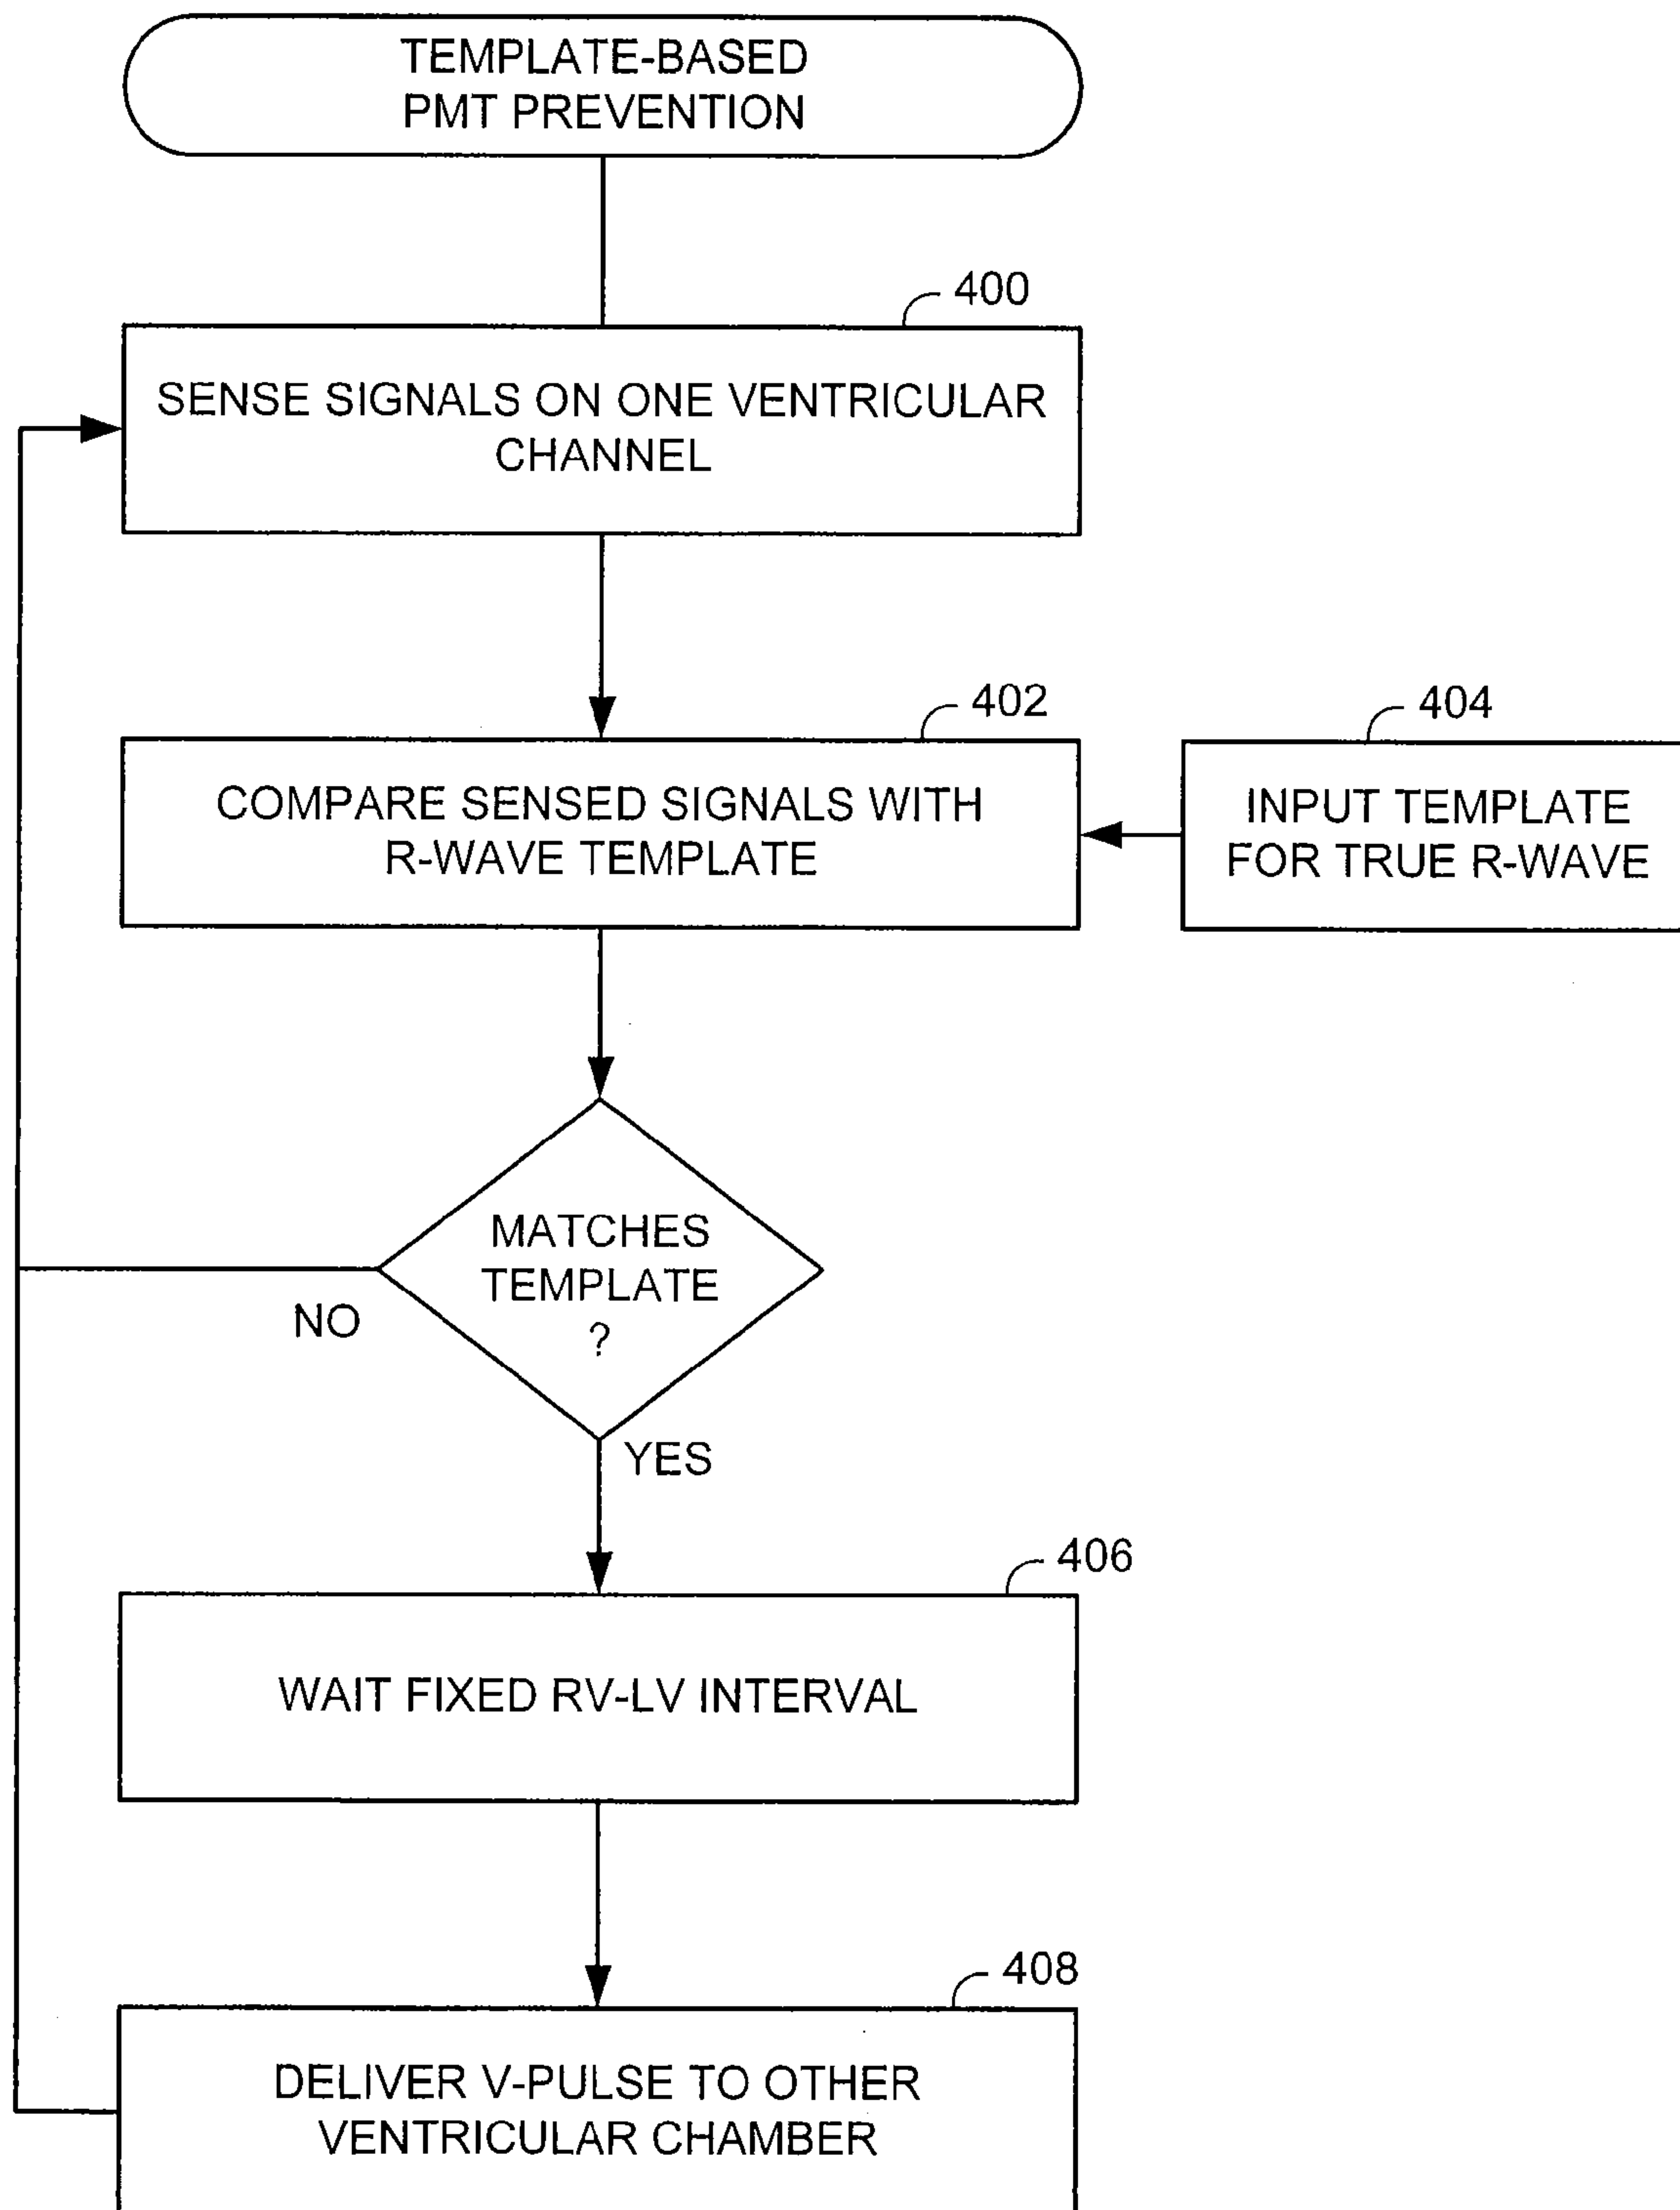 TEMPLATE-BASED
PMT PREVENTION
400
SENSE SIGNALS ON ONE VENTRICULAR
CHANNEL
402
COMPARE SENSED SIGNALS WITH
R-WAVE TEMPLATE
404
INPUT TEMPLATE
FOR TRUE R-WAVE
MATCHES
TEMPLATE
?
NO
YES
406
WAIT FIXED RV-LV INTERVAL
408
DELIVER V-PULSE TO OTHER
VENTRICULAR CHAMBER